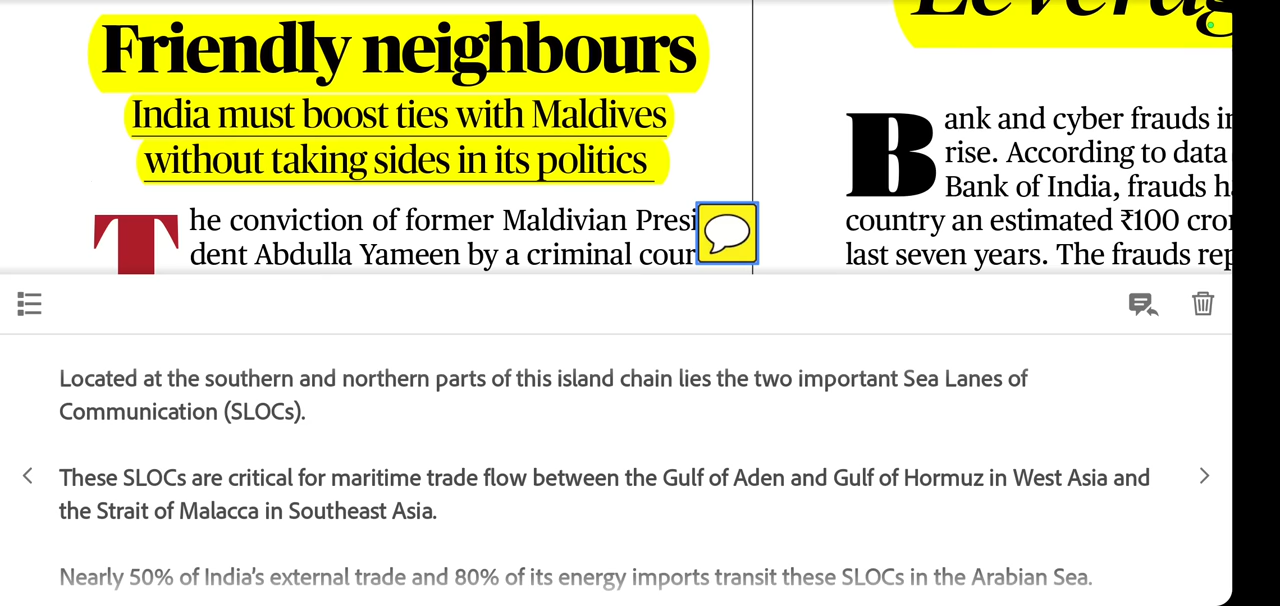 Friendly neighbours
India must boost ties with Maldives
without taking sides in its politics
The conviction of former Maldivian Presi
dent Abdulla Yameen by a criminal cour
Bank and cyber frauds
rise. According to data
Bank of India, frauds
country an estimated ₹100
last seven years. The frauds
Located at the southern and northern parts of this island chain lies the two important Sea Lanes of
Communication (SLOCs).
These SLOCs are critical for maritime trade flow between the Gulf of Aden and Gulf of Hormuz in West Asia and
the Strait of Malacca in Southeast Asia.
Nearly 50% of India's external trade and 80% of its energy imports transit these SLOCs in the Arabian Sea.